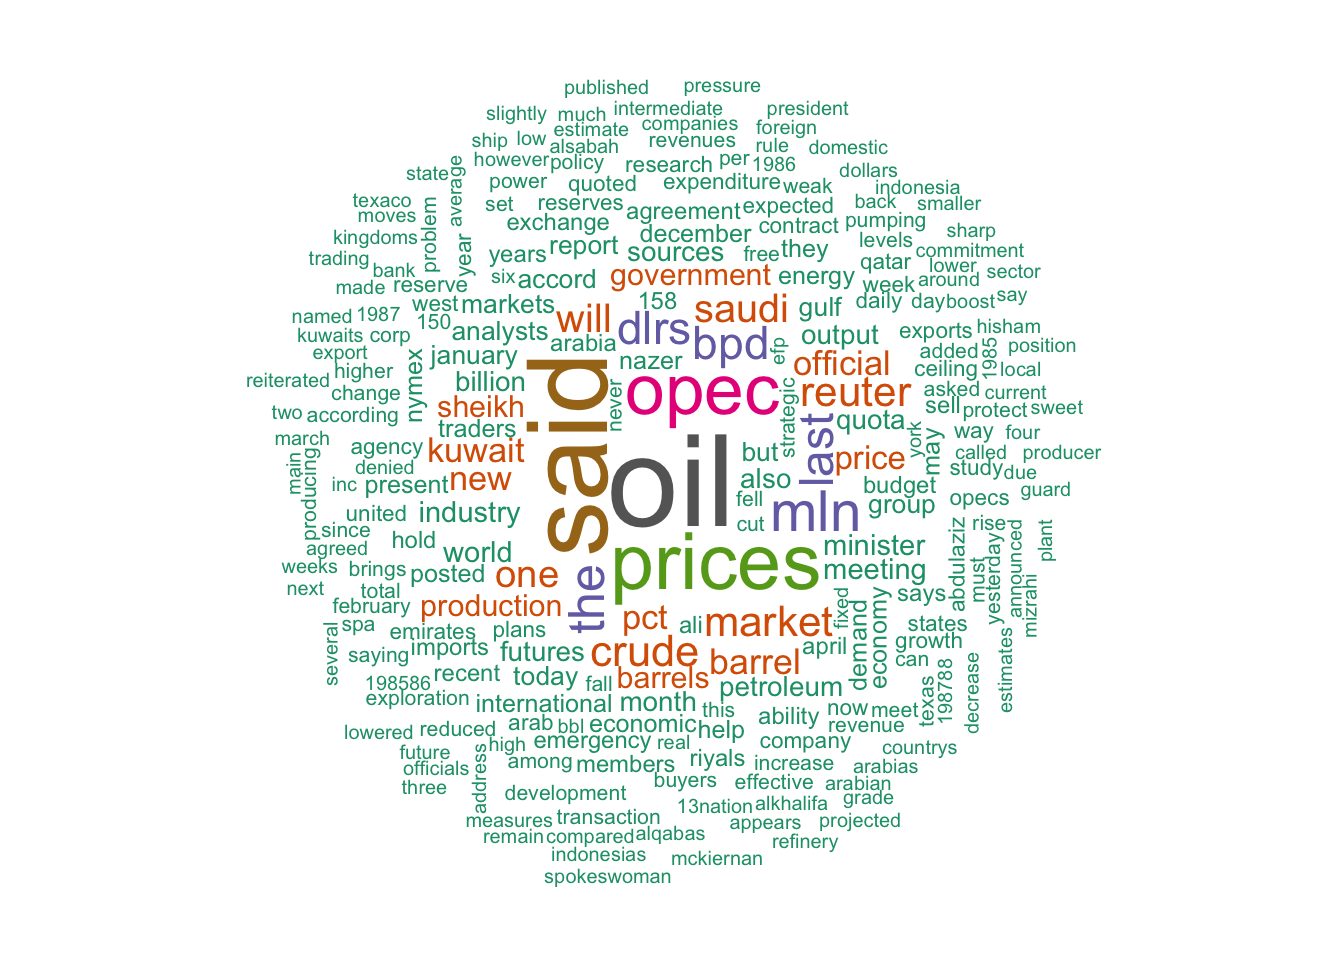 published
pressure
slightly
much
intermediate
president
ship
low
estimate
companies
foreign
alsabah
revenues
rule
domestic
state
however
policy
research
per
1986
dollars
average
power
quoted
expenditure
weak
indonesia
texaco
set
reserves
agreement
expected
back
smaller
moves
problem
exchange
contract
pumping
kingdoms
year
december
levels
sharp
trading
years
report
sources
free
they
commitment
bank
six
accord
government
energy
qatar
lower
sector
made
reserve
week
around
named
1987
west
markets
will
158
saudi
gulf
daily
day
boost
say
150
dlrs
kuwaits
corp
analysts
arabia
bpd
efp
output
exports
hisham
export
nymex
january
nazer
official
added
1985
position
higher
ceiling
local
reiterated
change
billion
said
never
opec
strategic
reuter
asked
current
two
according
sheikh
last
quota
sell
protect
sweet
traders
york
march
agency
kuwait
oil
but
price
may
way
four
main
producing
denied
called
producer
inc
present
new
also
budget
study
due
fell
mln
group
opecs
guard
united
industry
cut
since
hold
world
prices
minister
abdulaziz
rise
agreed
yesterday
announced
plant
weeks
brings
posted
one
the
meeting
must
mizrahi
next
total
says
february
production
pct
ali
market
fixed
economy
states
spa
emirates
plans
demand
growth
several
saying
imports
futures
crude
barrel
april
can
estimates
198586
recent
today
fall
barrels
petroleum
texas
198788
decrease
exploration
international
month
this
now
meet
lowered
reduced
arab
bbl
economic
help
ability
revenue
future
high
emergency
real
company
countrys
officials
address
among
members
riyals
increase
arabias
three
buyers
effective
arabian
development
13nation
alkhalifa
grade
measures
transaction
appears
projected
remain
compared
alqabas
refinery
indonesias
mckiernan
spokeswoman